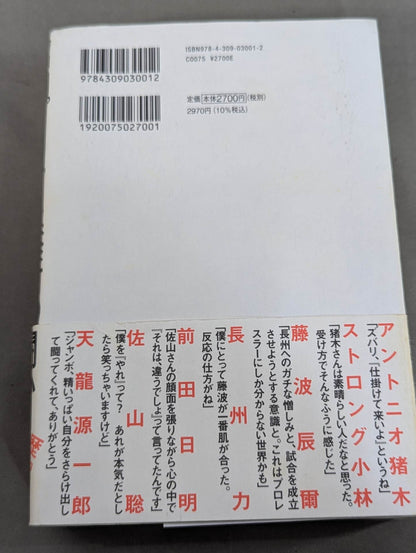 ISBN978-4-309-03001-2
C0075 ¥2700E
9784309030012
定価 本体2700円(税別)
2970円(10%税込)
1920075027001
アントニオ猪木
「ズバリ、『仕掛けて来いよ』というね」
ストロング小林
「猪木さんは素晴らしい人だなと思った。
受け方でそんなふうに感じた」
藤波辰爾
「長州へのガチな憎しみと、試合を成立
させようとする意識と。これはプロレ
スラーにしか分からない世界かも」
長州力
「僕にとって藤波が一番肌が合った。
反応の仕方がね」
前田日明
「佐山さんの顔面を張りながら心の中で
『それは違うでしょ』って言ってたんです」
佐山聡
「僕を『やれ』って? あれが本気だとし
たら笑っちゃいますけど」
天龍源一郎
「ジャンボ、精いっぱい自分をさらけ出し
て闘ってくれてありがとう」